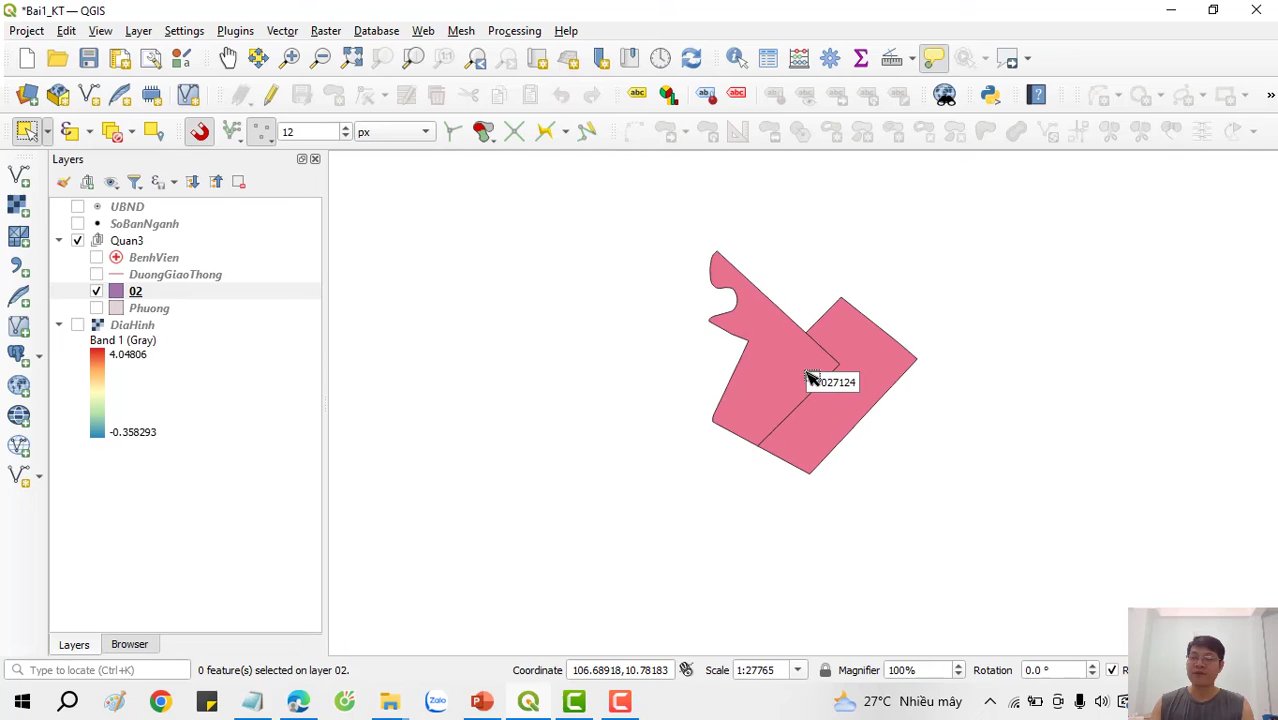 *Bai1_KT — QGIS
Project Edit View Layer Settings Plugins Vector Raster Database Web Mesh Processing Help
12 px
Layers
UBND
SoBanNganh
Quan3
BenhVien
DuongGiaoThong
02
Phuong
DiaHinh
Band 1 (Gray)
4.04806
-0.358293
027124
Layers Browser
Type to locate (Ctrl+K) 0 feature(s) selected on layer 02. Coordinate 106.68918,10.78183 Scale 1:27765 Magnifier 100% Rotation 0.0 °
27°C Nhiều mây